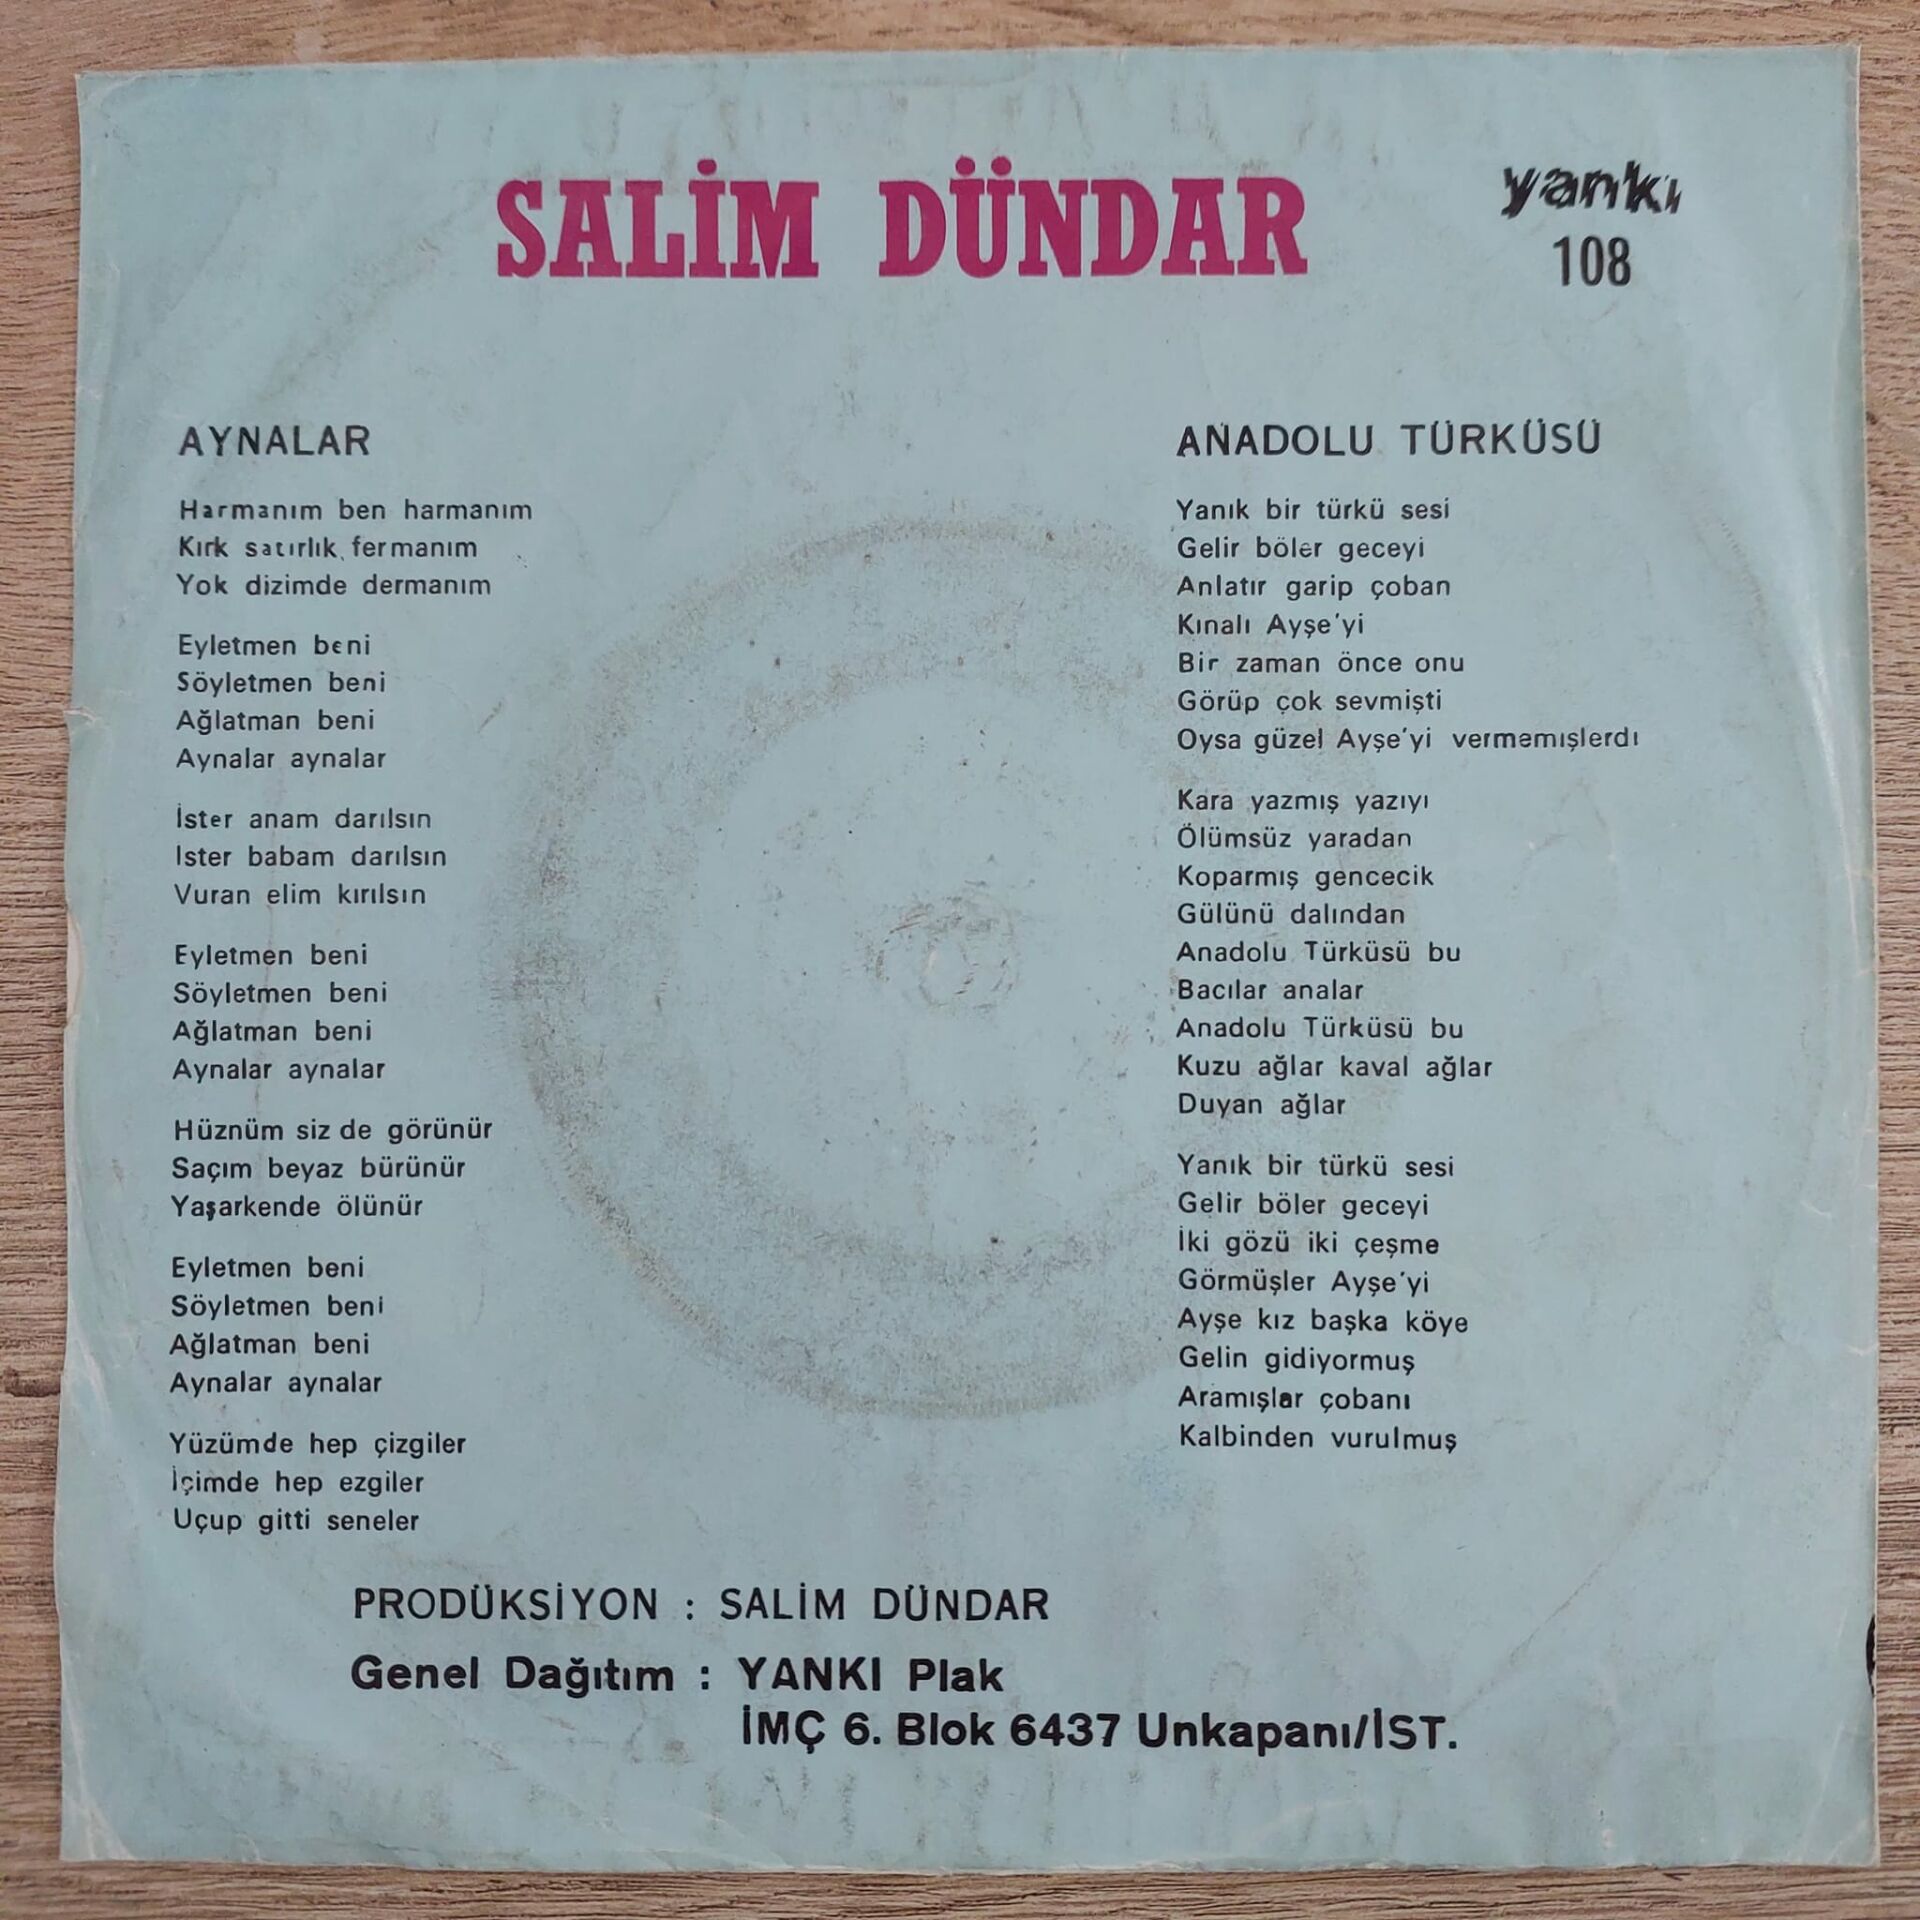 SALİM DÜNDAR
yankı
108
AYNALAR
Harmanım ben harmanım
Kırk satırlık fermanım
Yok dizimde dermanım
Eyletmen beni
Söyletmen beni
Ağlatman beni
Aynalar aynalar
İster anam darılsın
Ister babam darılsın
Vuran elim kırılsın
Eyletmen beni
Söyletmen beni
Ağlatman beni
Aynalar aynalar
Hüznüm siz de görünür
Saçım beyaz bürünür
Yaşarkende ölünür
Eyletmen beni
Söyletmen beni
Ağlatman beni
Aynalar aynalar
Yüzümde hep çizgiler
İçimde hep ezgiler
Uçup gitti seneler
ANADOLU TÜRKÜSÜ
Yanık bir türkü sesi
Gelir böler geceyi
Anlatır garip çoban
Kınalı Ayşe'yi
Bir zaman önce onu
Görüp çok sevmişti
Oysa güzel Ayşe'yi vermemışlerdı
Kara yazmış yazıyı
Ölümsüz yaradan
Koparmış gencecik
Gülünü dalından
Anadolu Türküsü bu
Bacılar analar
Anadolu Türküsü bu
Kuzu ağlar kaval ağlar
Duyan ağlar
Yanık bir türkü sesi
Gelir böler geceyi
İki gözü iki çeşme
Görmüşler Ayşe'yi
Ayşe kız başka köye
Gelin gidiyormuş
Aramışlar çobanı
Kalbinden vurulmuş
PRODÜKSİYON : SALİM DÜNDAR
Genel Dağıtım : YANKI Plak
İMÇ 6. Blok 6437 Unkapanı/İST.